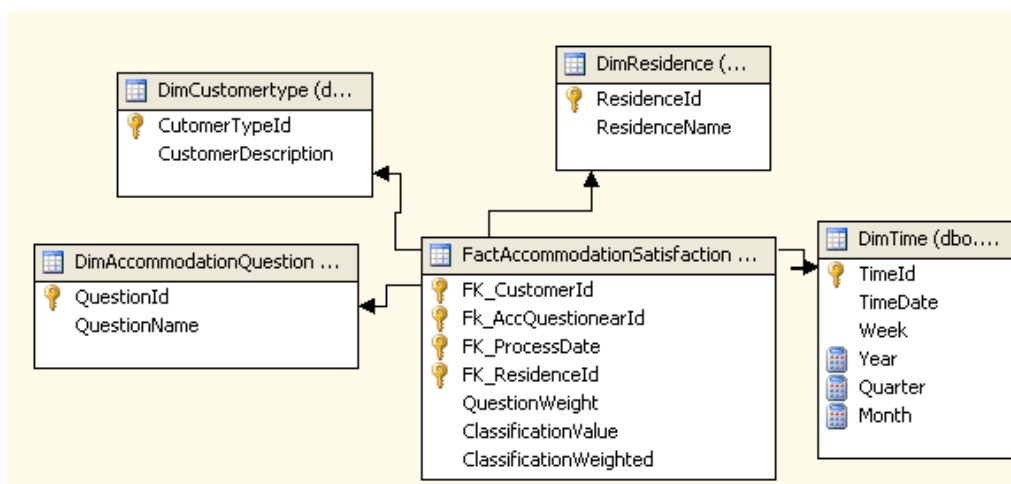 DimCustomertype (d...
CutomerTypeId
CustomerDescription
DimResidence (...
ResidenceId
ResidenceName
DimAccommodationQuestion ...
QuestionId
QuestionName
FactAccommodationSatisfaction ...
FK_CustomerId
Fk_AccQuestionearId
FK_ProcessDate
FK_ResidenceId
QuestionWeight
ClassificationValue
ClassificationWeighted
DimTime (dbo....
TimeId
TimeDate
Week
Year
Quarter
Month